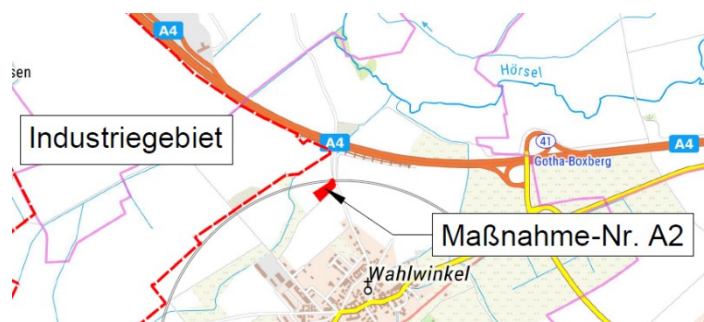 A4
Hörsel
sen
Industriegebiet
A4
41
A4
Gotha-Boxberg
Maßnahme-Nr. A2
Wahlwinkel